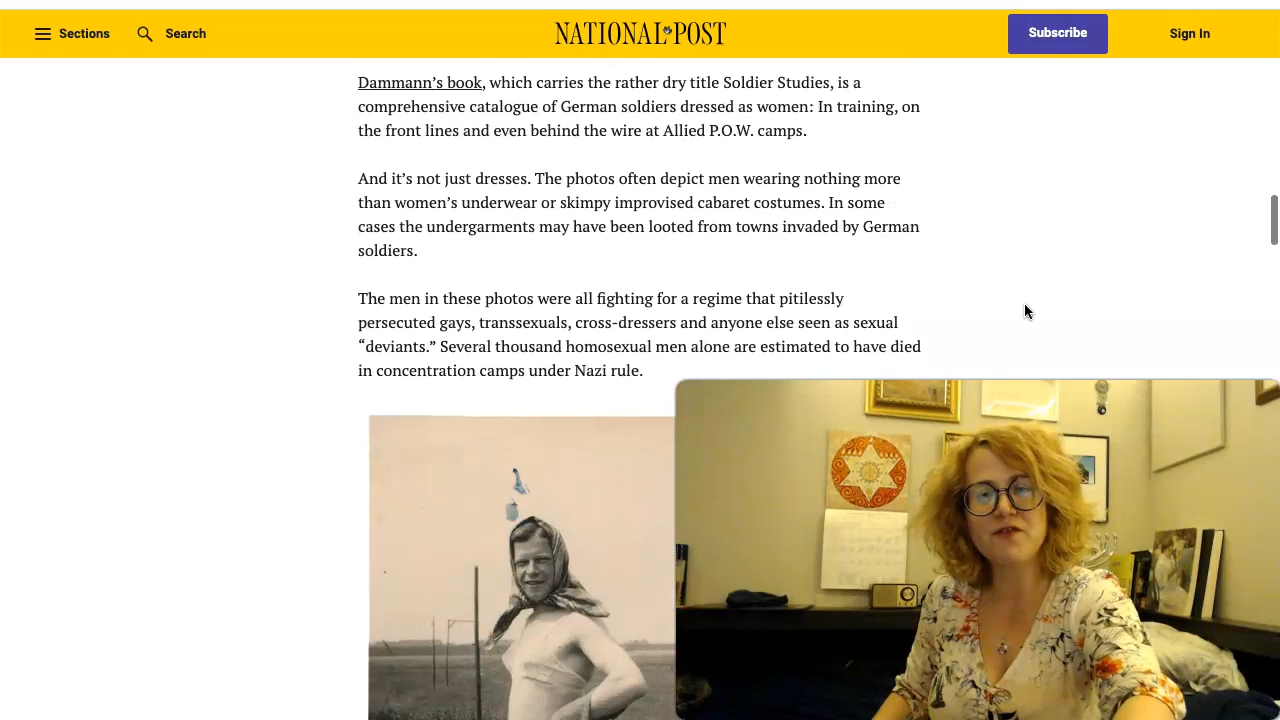 Sections
Search
NATIONAL POST
Subscribe
Sign In
Dammann’s book, which carries the rather dry title Soldier Studies, is a
comprehensive catalogue of German soldiers dressed as women: In training, on
the front lines and even behind the wire at Allied P.O.W. camps.
And it’s not just dresses. The photos often depict men wearing nothing more
than women’s underwear or skimpy improvised cabaret costumes. In some
cases the undergarments may have been looted from towns invaded by German
soldiers.
The men in these photos were all fighting for a regime that pitilessly
persecuted gays, transsexuals, cross-dressers and anyone else seen as sexual
“deviants.” Several thousand homosexual men alone are estimated to have died
in concentration camps under Nazi rule.